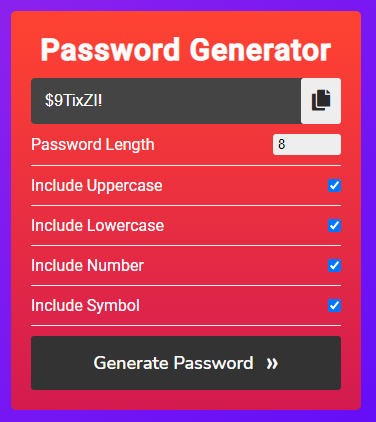 Password Generator
$9TixZI!
Password Length
8
Include Uppercase
Include Lowercase
Include Number
Include Symbol
Generate Password »